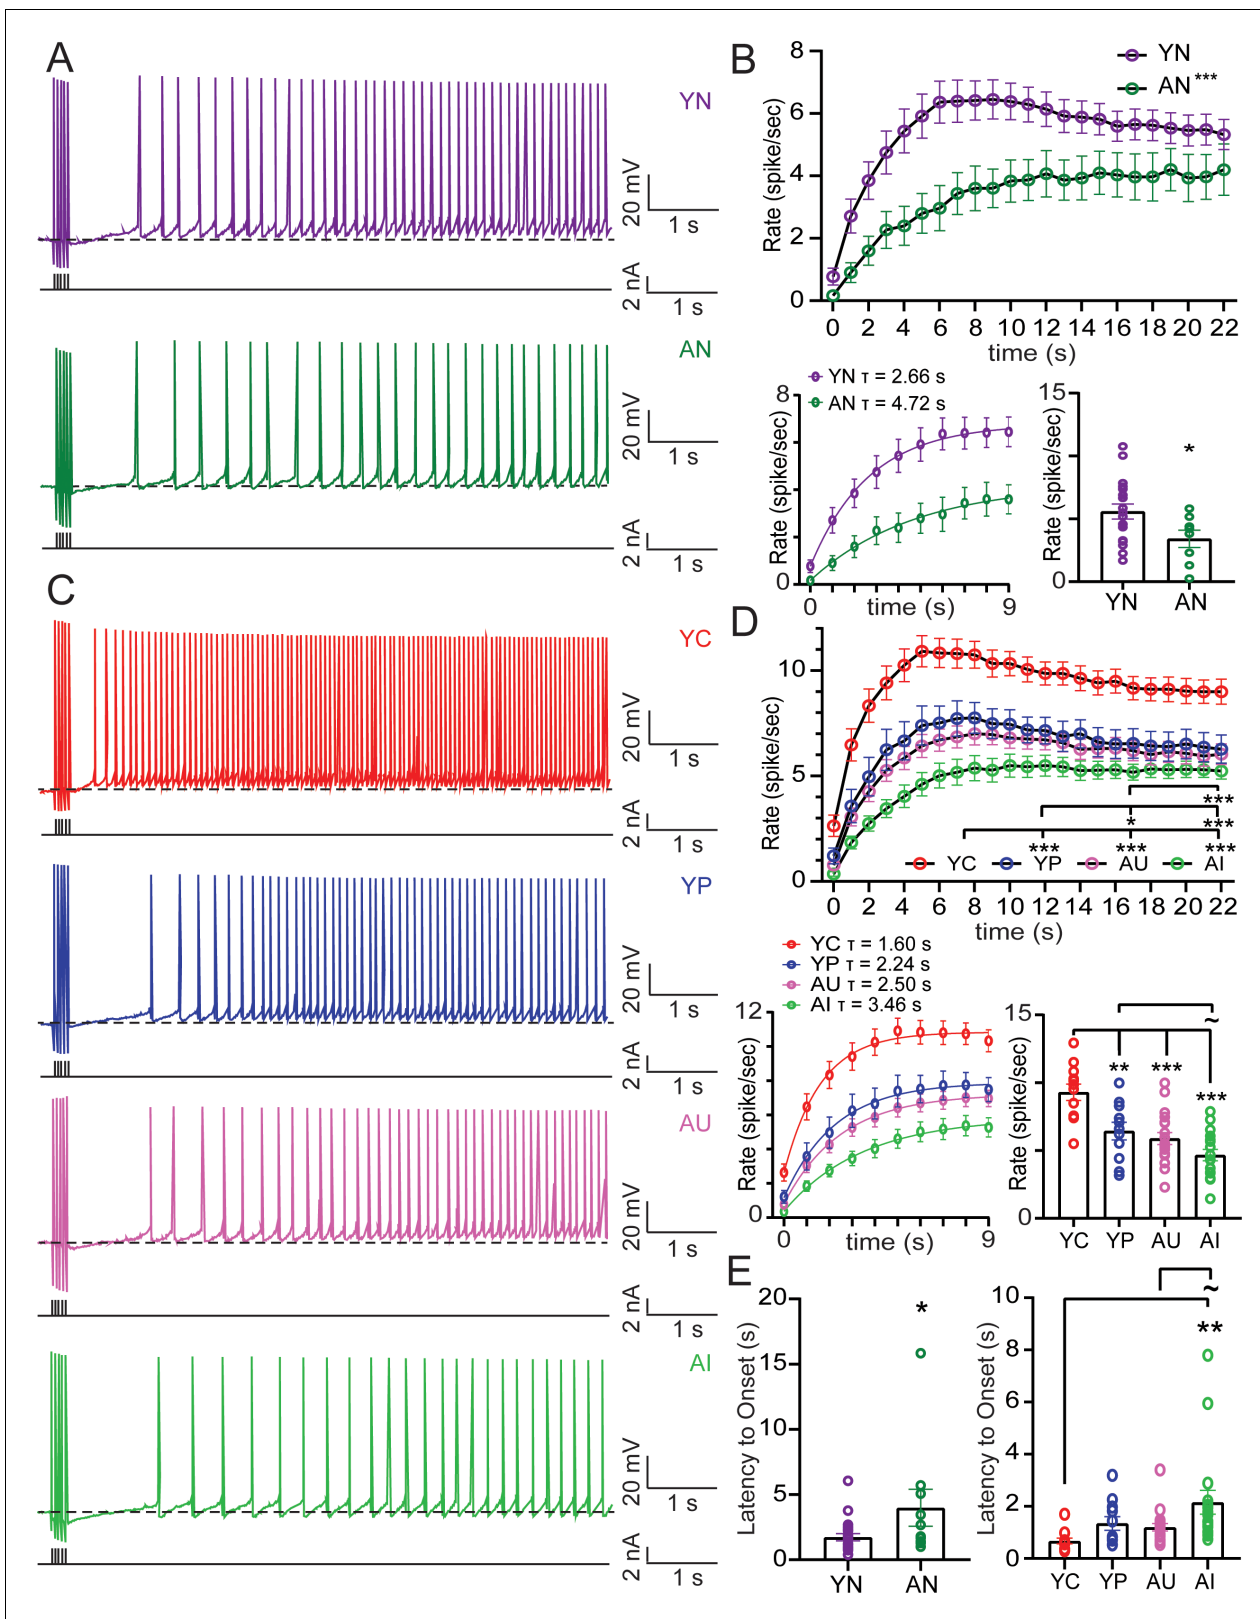 A
YN
20 mV
1 s
2 nA
1 s
AN
20 mV
1 s
2 nA
1 s
B
YN
AN ***
Rate (spike/sec)
8
6
4
2
0
0 2 4 6 8 10 12 14 16 18 20 22
time (s)
YN τ = 2.66 s
AN τ = 4.72 s
Rate (spike/sec)
8
0
0 time (s) 9
Rate (spike/sec)
15
0
*
YN AN
C
YC
20 mV
1 s
2 nA
1 s
YP
20 mV
1 s
2 nA
1 s
AU
20 mV
1 s
2 nA
1 s
AI
20 mV
1 s
2 nA
1 s
D
Rate (spike/sec)
10
5
0
***
* ***
*** *** ***
YC YP AU AI
0 2 4 6 8 10 12 14 16 18 20 22
time (s)
YC τ = 1.60 s
YP τ = 2.24 s
AU τ = 2.50 s
AI τ = 3.46 s
Rate (spike/sec)
12
0
0 time (s) 9
Rate (spike/sec)
15
0
~
** *** ***
YC YP AU AI
E
Latency to Onset (s)
20
15
10
5
0
*
YN AN
Latency to Onset (s)
10
8
6
4
2
0
~
**
YC YP AU AI